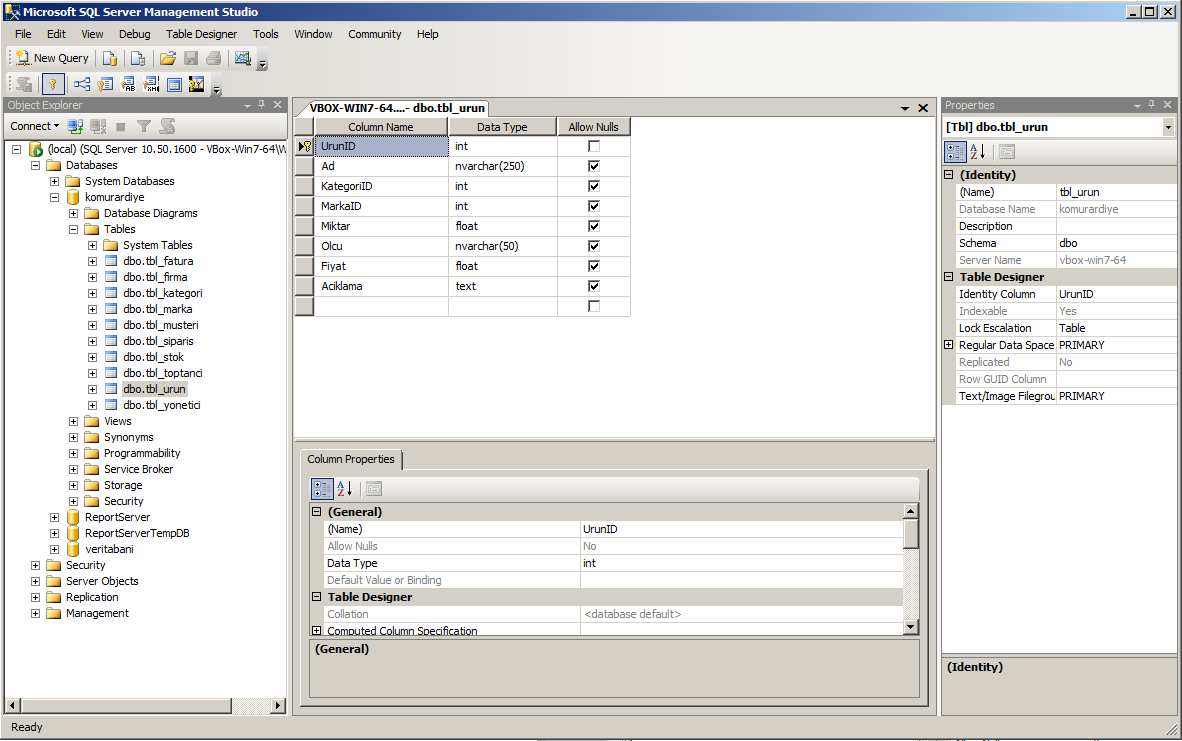 Microsoft SQL Server Management Studio
File Edit View Debug Table Designer Tools Window Community Help
New Query
Object Explorer
Connect
(local) (SQL Server 10.50.1600 - VBox-Win7-64\W
Databases
System Databases
komurardiye
Database Diagrams
Tables
System Tables
dbo.tbl_fatura
dbo.tbl_firma
dbo.tbl_kategori
dbo.tbl_marka
dbo.tbl_musteri
dbo.tbl_siparis
dbo.tbl_stok
dbo.tbl_toptanci
dbo.tbl_urun
dbo.tbl_yonetici
Views
Synonyms
Programmability
Service Broker
Storage
Security
ReportServer
ReportServerTempDB
veritabani
Security
Server Objects
Replication
Management
VBOX-WIN7-64....- dbo.tbl_urun
Column Name Data Type Allow Nulls
UrunID int
Ad nvarchar(250)
KategoriID int
MarkaID int
Miktar float
Olcu nvarchar(50)
Fiyat float
Aciklama text
Column Properties
(General)
(Name) UrunID
Allow Nulls No
Data Type int
Default Value or Binding
Table Designer
Collation <database default>
Computed Column Specification
(General)
Properties
[Tbl] dbo.tbl_urun
(Identity)
(Name) tbl_urun
Database Name komurardiye
Description
Schema dbo
Server Name vbox-win7-64
Table Designer
Identity Column UrunID
Indexable Yes
Lock Escalation Table
Regular Data Space PRIMARY
Replicated No
Row GUID Column
Text/Image Filegrou PRIMARY
(Identity)
Ready